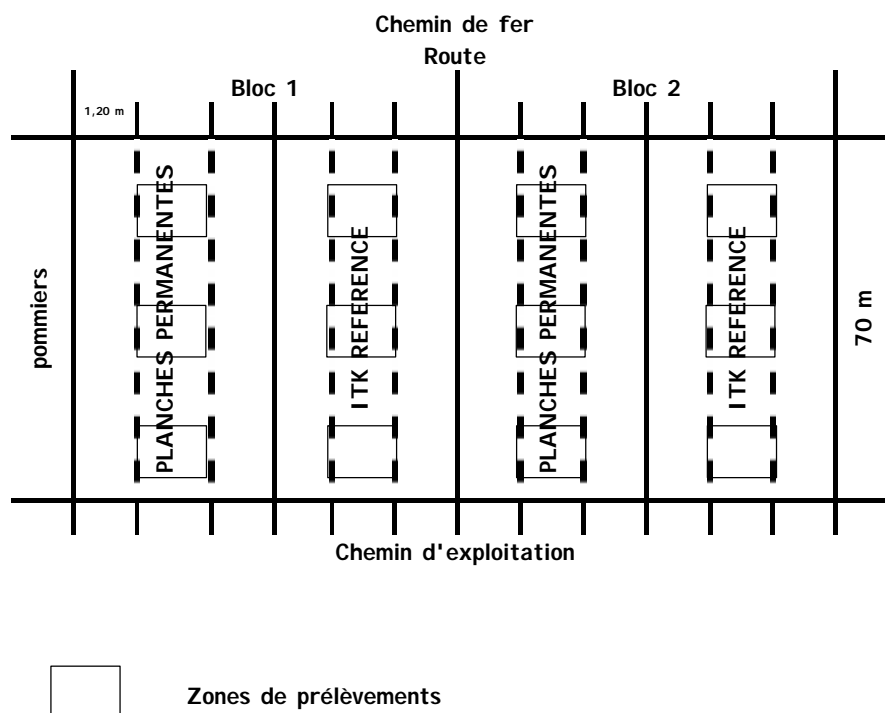 Chemin de fer
Route
Bloc 1
Bloc 2
1,20 m
pommiers
PLANCHES PERMANENTES
ITK REFERENCE
PLANCHES PERMANENTES
ITK REFERENCE
70 m
Chemin d'exploitation
Zones de prélèvements